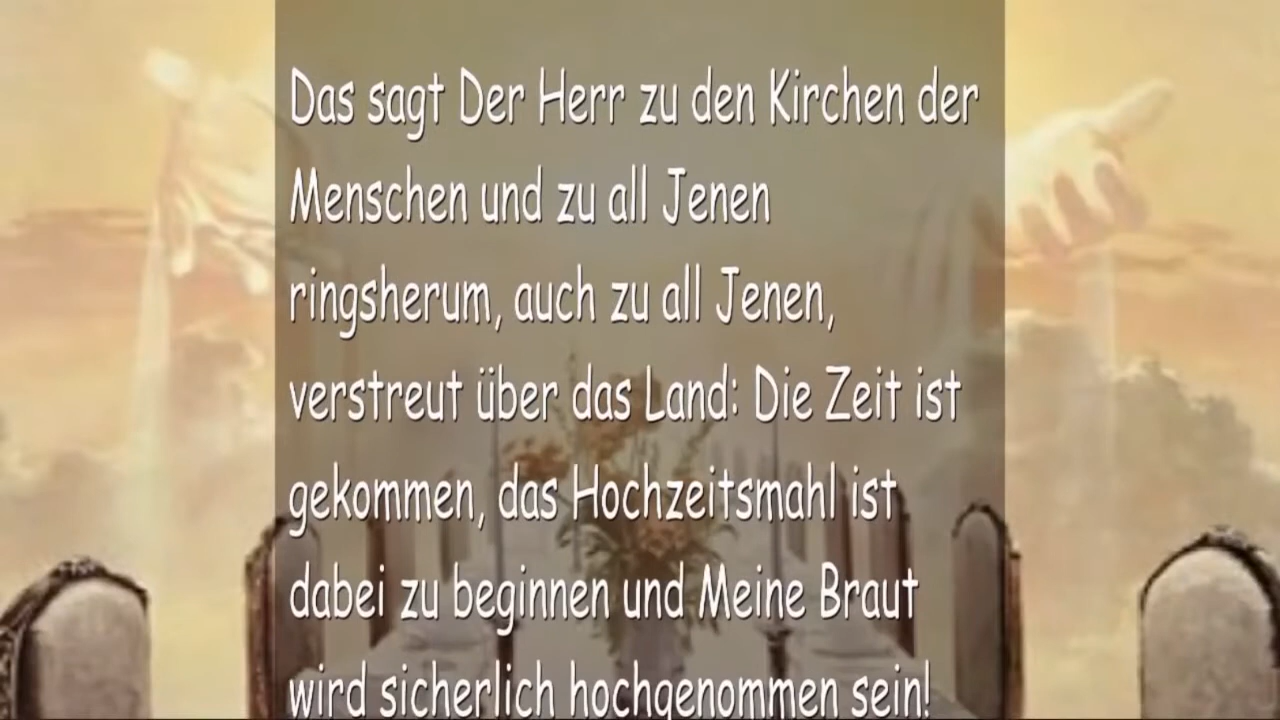 Das sagt Der Herr zu den Kirchen der
Menschen und zu all Jenen
ringsherum, auch zu all Jenen,
verstreut über das Land: Die Zeit ist
gekommen, das Hochzeitsmahl ist
dabei zu beginnen und Meine Braut
wird sicherlich hochgenommen sein!